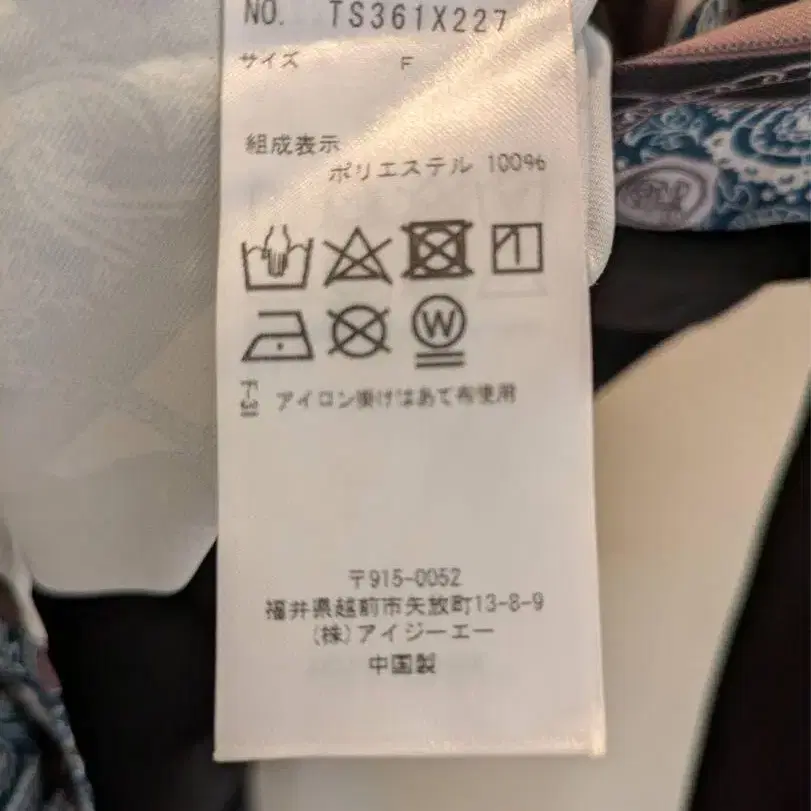 NO. TS361X227
サイズ F
組成表示
ポリエステル 100%
W
アイロン掛けはあて布使用
〒915-0052
福井県越前市矢放町13-8-9
(株)アイジーエー
中国製